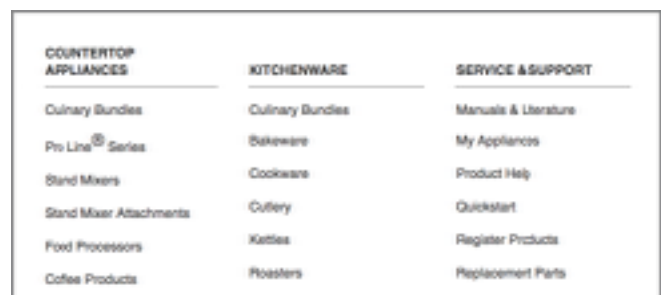 COUNTERTOP
APPLIANCES
Culinary Bundles
Pro Line® Series
Stand Mixers
Stand Mixer Attachments
Food Processors
Coffee Products
KITCHENWARE
Culinary Bundles
Bakeware
Cookware
Cutlery
Kettles
Roasters
SERVICE & SUPPORT
Manuals & Literature
My Appliances
Product Help
Quickstart
Register Products
Replacement Parts